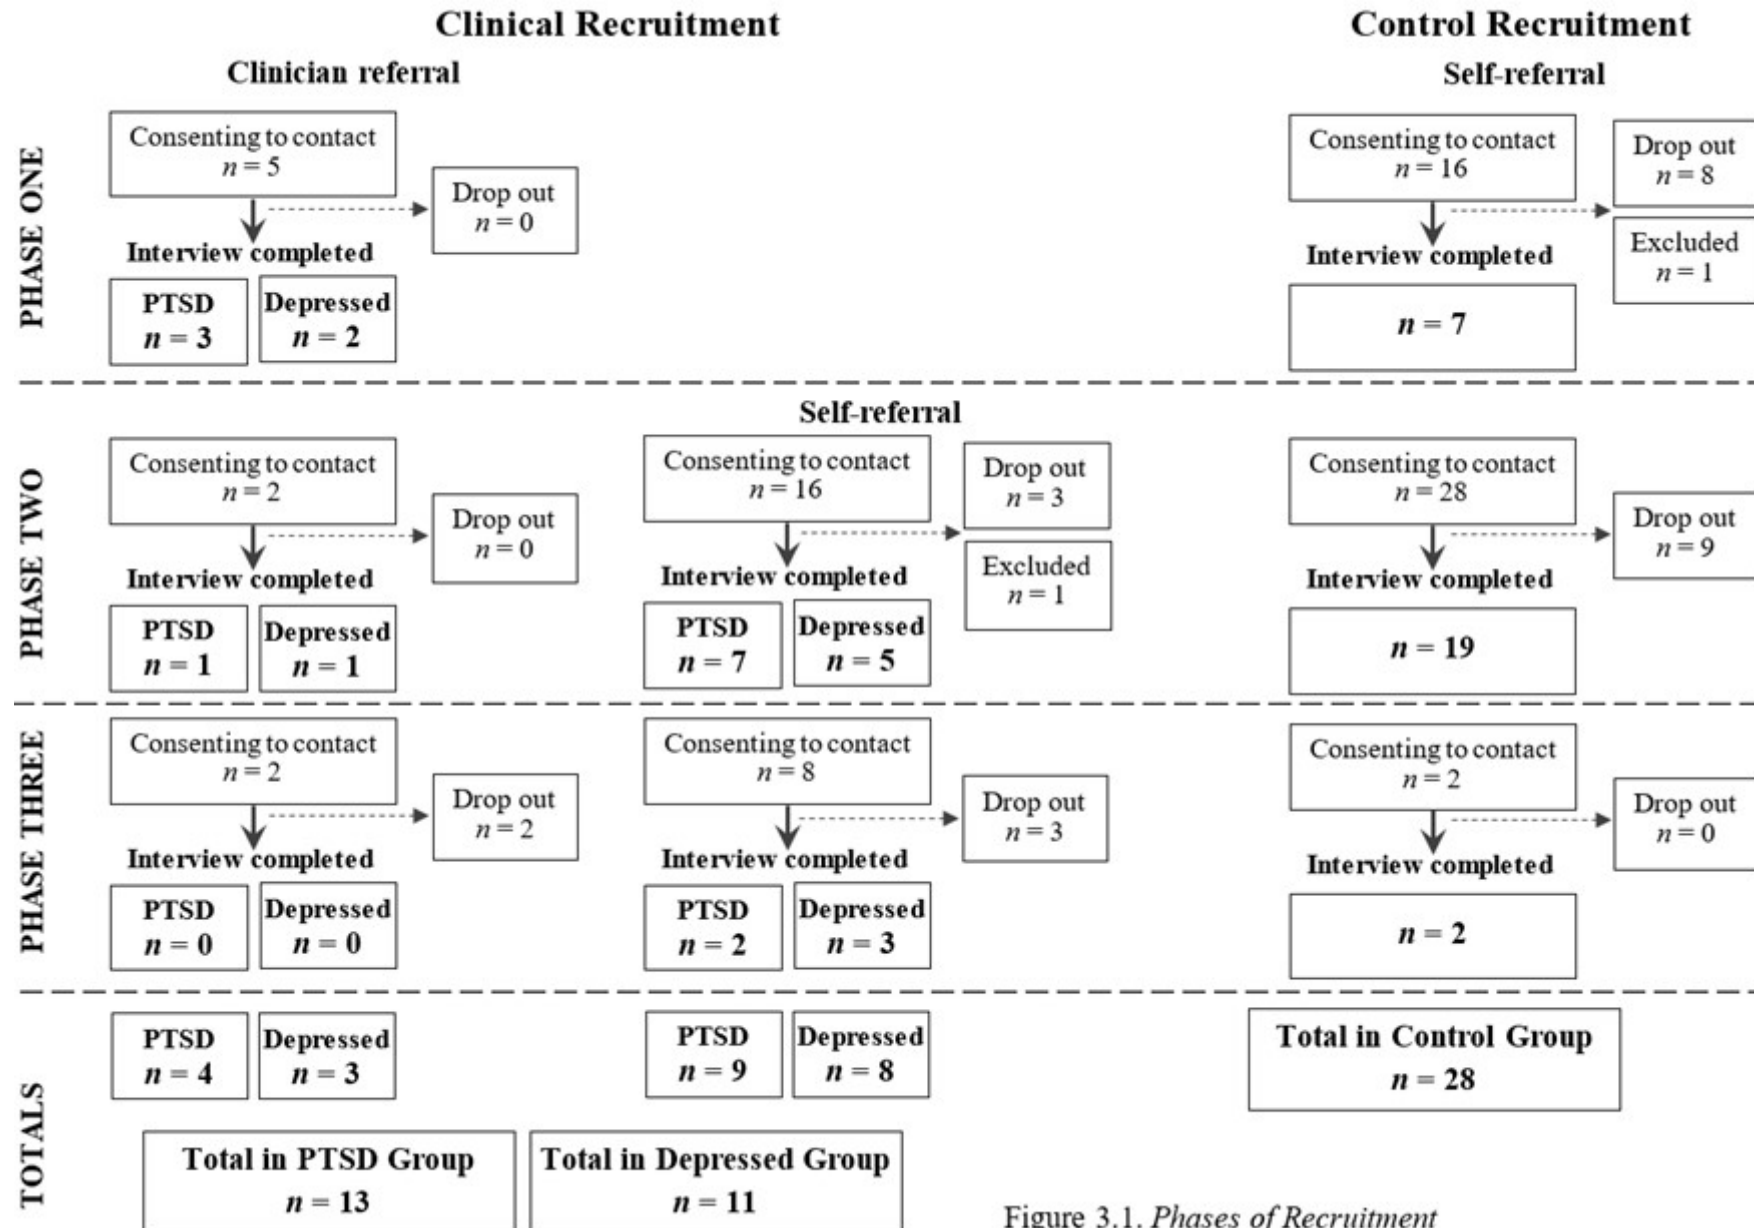 Clinical Recruitment
Control Recruitment
Clinician referral
Self-referral
PHASE ONE
Consenting to contact
n = 5
Drop out
n = 0
Interview completed
PTSD
n = 3
Depressed
n = 2
Consenting to contact
n = 16
Drop out
n = 8
Excluded
n = 1
Interview completed
n = 7
PHASE TWO
Consenting to contact
n = 2
Drop out
n = 0
Interview completed
PTSD
n = 1
Depressed
n = 1
Self-referral
Consenting to contact
n = 16
Drop out
n = 3
Excluded
n = 1
Interview completed
PTSD
n = 7
Depressed
n = 5
Consenting to contact
n = 28
Drop out
n = 9
Interview completed
n = 19
PHASE THREE
Consenting to contact
n = 2
Drop out
n = 2
Interview completed
PTSD
n = 0
Depressed
n = 0
Consenting to contact
n = 8
Drop out
n = 3
Interview completed
PTSD
n = 2
Depressed
n = 3
Consenting to contact
n = 2
Drop out
n = 0
Interview completed
n = 2
TOTALS
PTSD
n = 4
Depressed
n = 3
PTSD
n = 9
Depressed
n = 8
Total in Control Group
n = 28
Total in PTSD Group
n = 13
Total in Depressed Group
n = 11
Figure 3.1. Phases of Recruitment